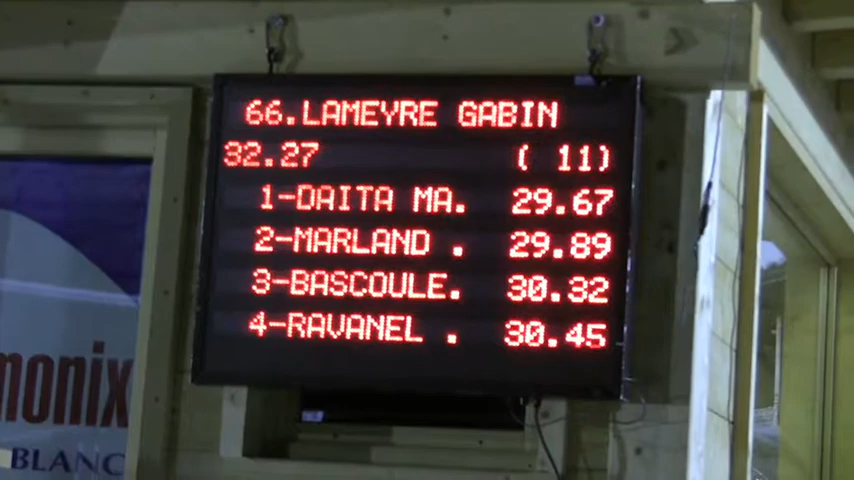 66.LAMEYRE GABIN
32.27 ( 11)
1-DAITA MA. 29.67
2-MARLAND . 29.89
3-BASCOULE. 30.32
4-RAVANEL . 30.45
monix
BLANC